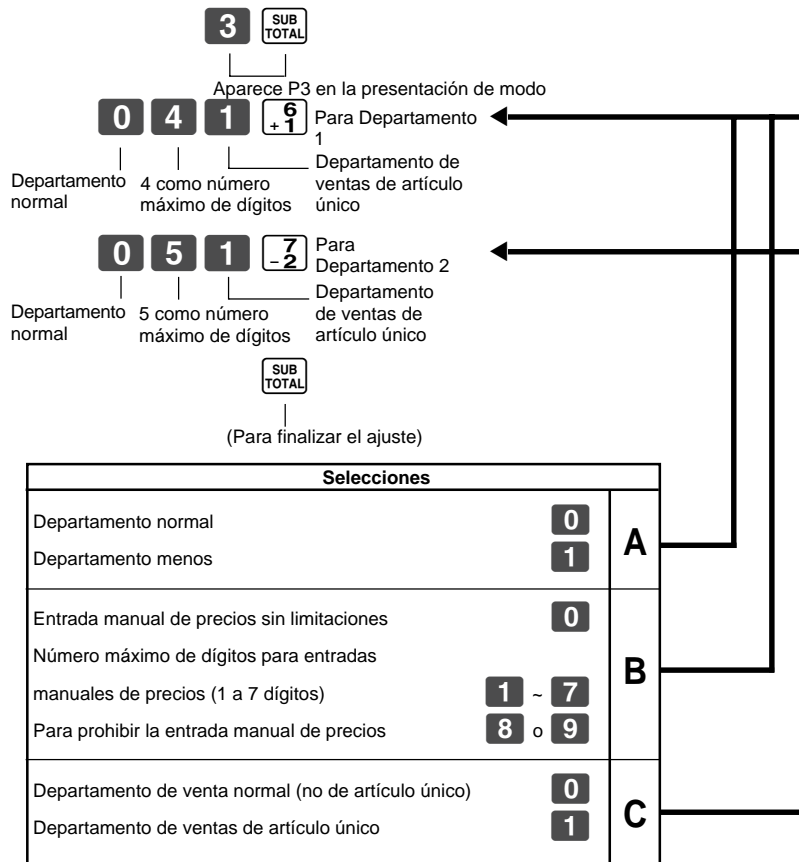 3 SUB TOTAL
Aparece P3 en la presentación de modo
0 4 1 6 +1 Para Departamento 1
Departamento normal
4 como número máximo de dígitos
Departamento de ventas de artículo único
0 5 1 7 -2 Para Departamento 2
Departamento normal
5 como número máximo de dígitos
Departamento de ventas de artículo único
SUB TOTAL
(Para finalizar el ajuste)
Selecciones
Departamento normal 0
Departamento menos 1
A
Entrada manual de precios sin limitaciones 0
Número máximo de dígitos para entradas
manuales de precios (1 a 7 dígitos) 1 ~ 7
Para prohibir la entrada manual de precios 8 o 9
B
Departamento de venta normal (no de artículo único) 0
Departamento de ventas de artículo único 1
C